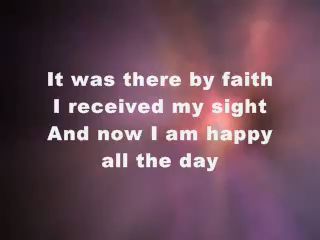 It was there by faith
I received my sight
And now I am happy
all the day